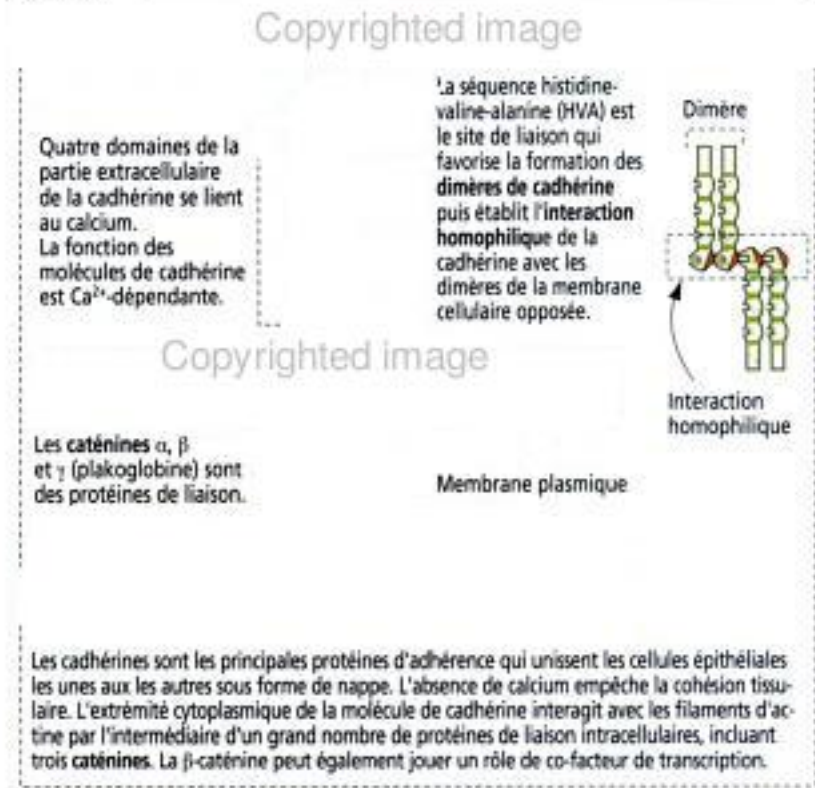 Copyrighted image
Quatre domaines de la
partie extracellulaire
de la cadhérine se lient
au calcium.
La fonction des
molécules de cadhérine
est Ca²⁺-dépendante.
La séquence histidine-
valine-alanine (HVA) est
le site de liaison qui
favorise la formation des
dimères de cadhérine
puis établit l'interaction
homophilique de la
cadhérine avec les
dimères de la membrane
cellulaire opposée.
Dimère
Interaction
homophilique
Copyrighted image
Les caténines α, β
et γ (plakoglobine) sont
des protéines de liaison.
Membrane plasmique
Les cadhérines sont les principales protéines d'adhérence qui unissent les cellules épithéliales
les unes aux les autres sous forme de nappe. L'absence de calcium empêche la cohésion tissu-
laire. L'extrémité cytoplasmique de la molécule de cadhérine interagit avec les filaments d'ac-
tine par l'intermédiaire d'un grand nombre de protéines de liaison intracellulaires, incluant
trois caténines. La β-caténine peut également jouer un rôle de co-facteur de transcription.